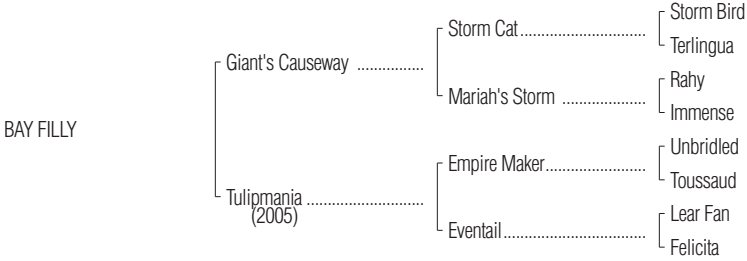 Storm Bird
Storm Cat..............................
Terlingua
Giant's Causeway ................
Rahy
Mariah's Storm ....................
Immense
BAY FILLY
Unbridled
Empire Maker........................
Toussaud
Tulipmania ............................
(2005)
Lear Fan
Eventail..................................
Felicita